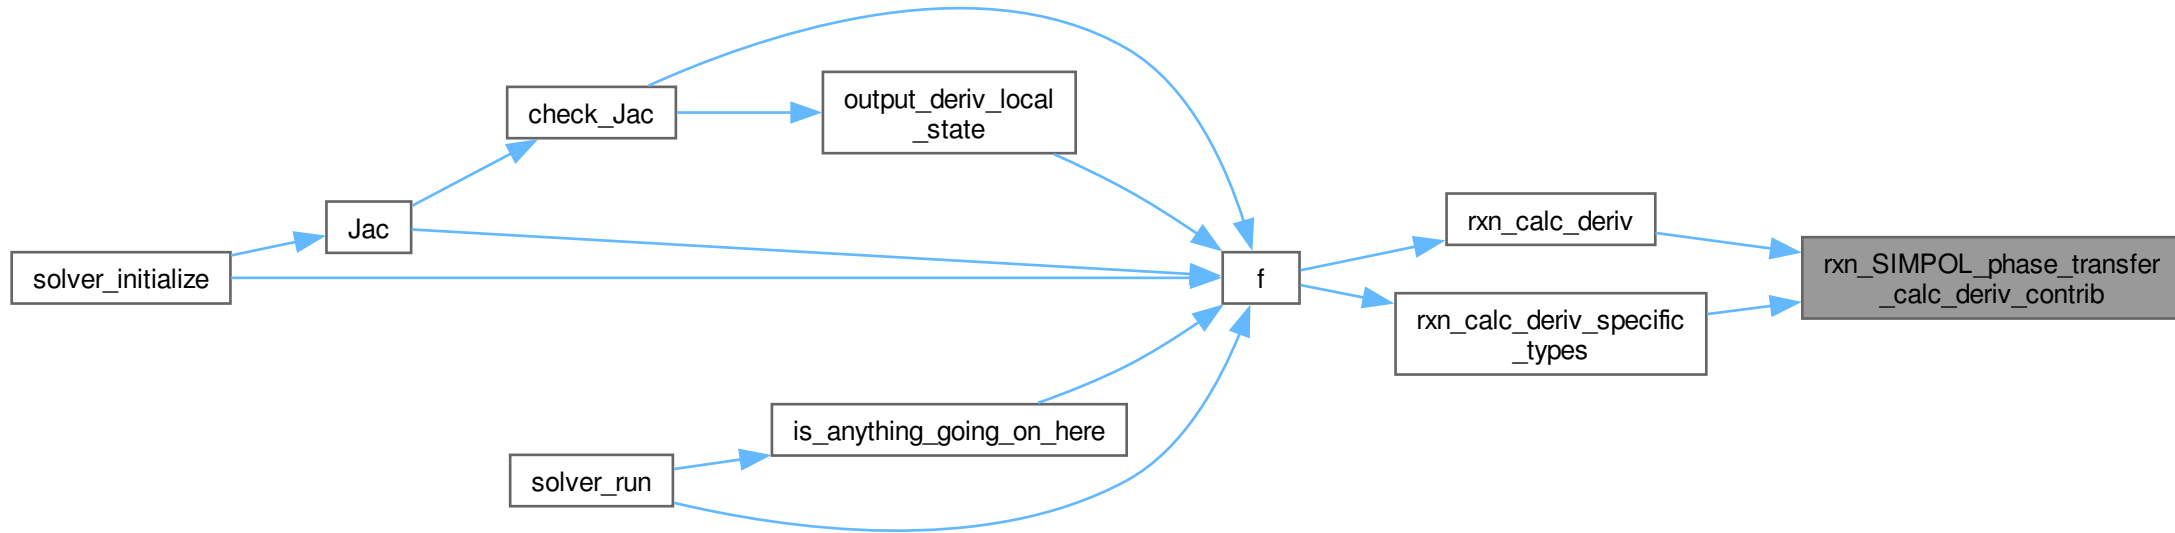 check_Jac
output_deriv_local
_state
Jac
solver_initialize
f
rxn_calc_deriv
rxn_calc_deriv_specific
_types
rxn_SIMPOL_phase_transfer
_calc_deriv_contrib
is_anything_going_on_here
solver_run